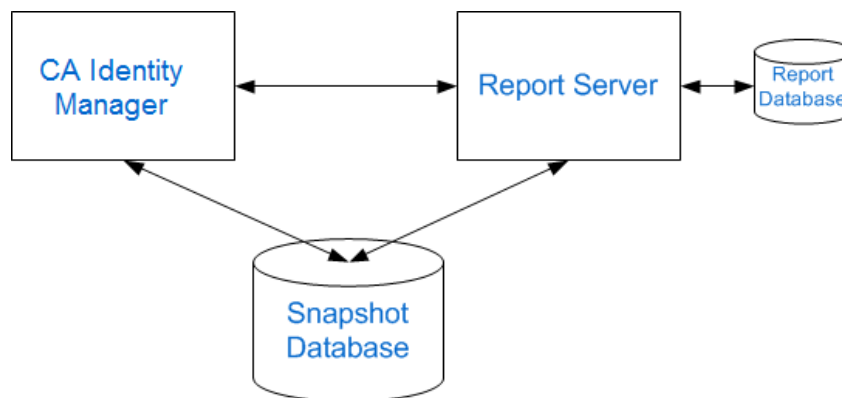 CA Identity
Manager
Report Server
Report
Database
Snapshot
Database